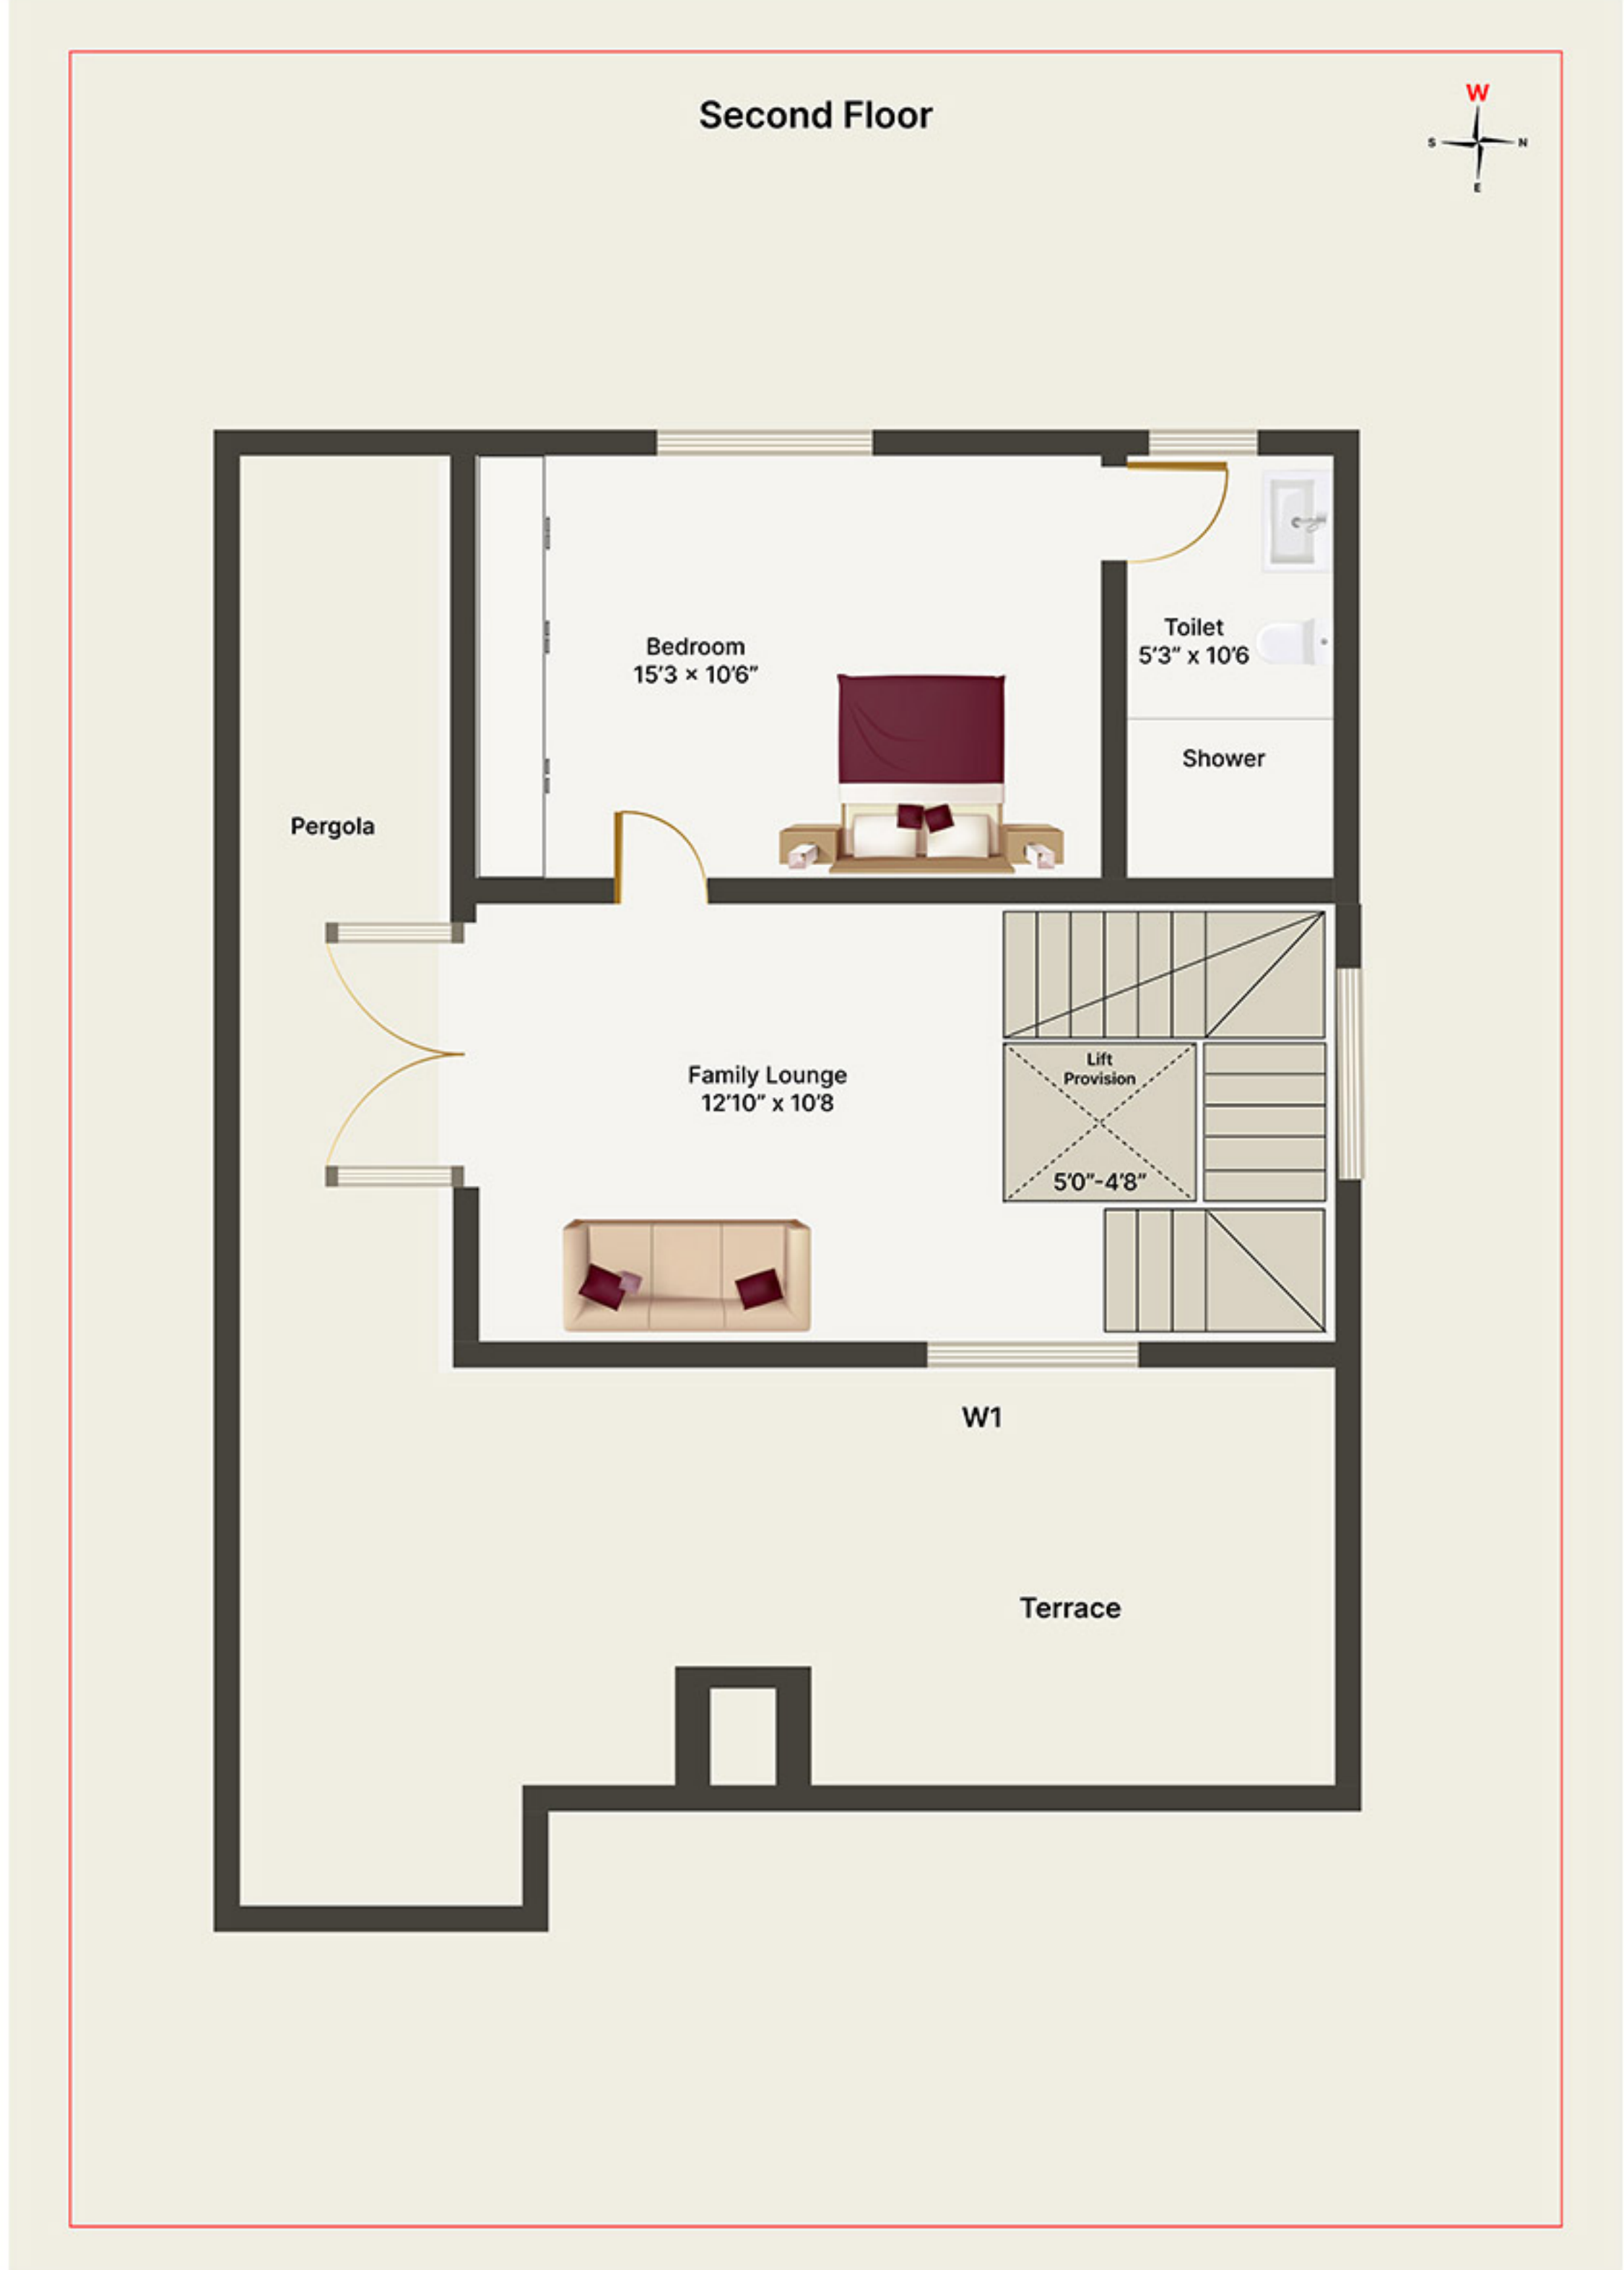 Second Floor
W
S
N
E
Bedroom
15'3 × 10'6"
Toilet
5'3" x 10'6
Shower
Pergola
Family Lounge
12'10" x 10'8
Lift
Provision
5'0"-4'8"
W1
Terrace